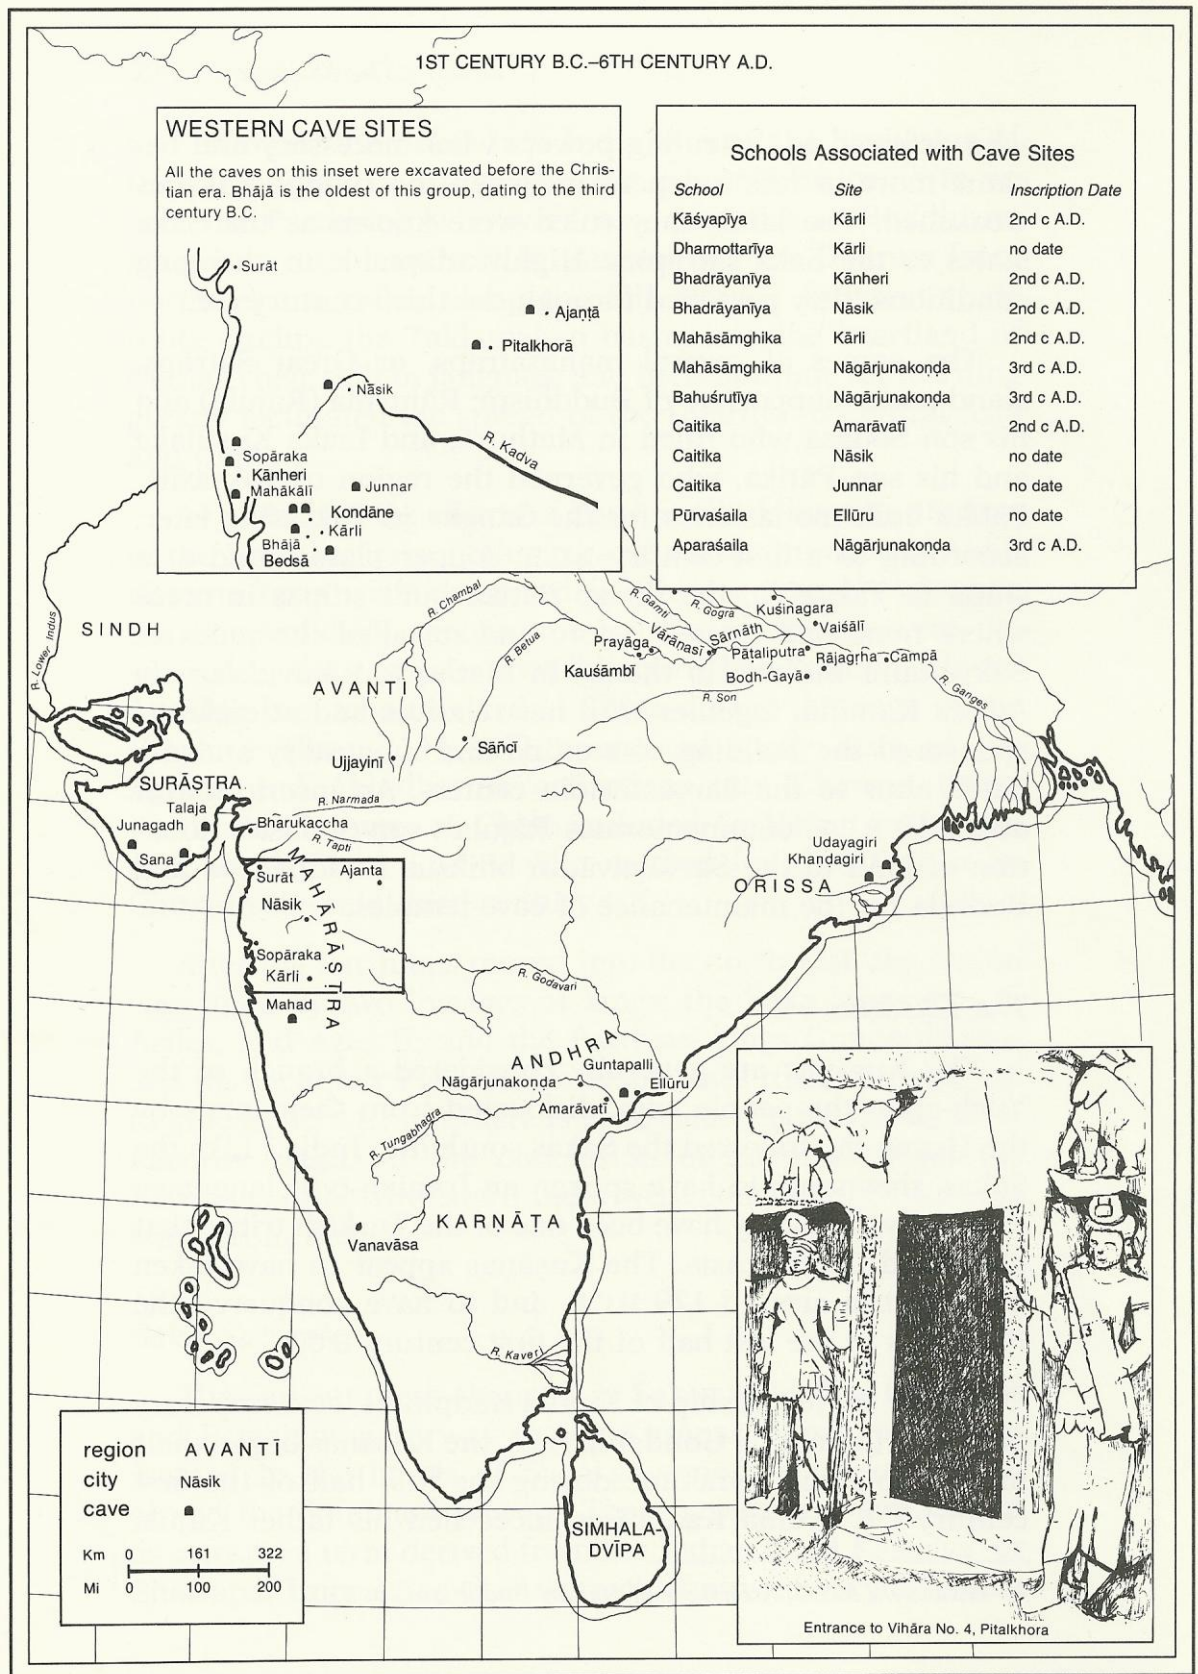 1ST CENTURY B.C.–6TH CENTURY A.D.
WESTERN CAVE SITES
All the caves on this inset were excavated before the Chris-
tian era. Bhājā is the oldest of this group, dating to the third
century B.C.
Surāt
Ajaṇṭā
Pitalkhorā
Nāsik
R. Kadva
Sopāraka
Kānheri
Mahākālī
Junnar
Kondāne
Kārli
Bhājā
Bedsā
Schools Associated with Cave Sites
School Site Inscription Date
Kāśyapīya Kārli 2nd c A.D.
Dharmottarīya Kārli no date
Bhadrāyanīya Kānheri 2nd c A.D.
Bhadrāyanīya Nāsik 2nd c A.D.
Mahāsāmghika Kārli 2nd c A.D.
Mahāsāmghika Nāgārjunakoṇḍa 3rd c A.D.
Bahuśrutīya Nāgārjunakoṇḍa 3rd c A.D.
Caitika Amarāvatī 2nd c A.D.
Caitika Nāsik no date
Caitika Junnar no date
Pūrvaśaila Ellūru no date
Aparaśaila Nāgārjunakoṇḍa 3rd c A.D.
R. Lower Indus
SINDH
R. Chambal
R. Betua
R. Gamti
R. Gogra
Kuśinagara
Vaiśālī
Prayāga
Vārāṇasī
Sārnāth
Pāṭaliputra
Rājagṛha
Campā
Kauśāmbī
Bodh-Gayā
R. Son
R. Ganges
AVANTI
Sāñcī
Ujjayinī
SURĀṢṬRA
Talaja
Junagadh
Sana
R. Narmada
Bhārukaccha
R. Tapti
MAHĀRĀṢṬRA
Surāt
Ajanta
Nāsik
Sopāraka
Kārli
Mahad
Udayagiri
Khaṇḍagiri
ORISSA
R. Godavari
ANDHRA
Guntapalli
Nāgārjunakoṇḍa
Ellūru
Amarāvatī
R. Tungabhadra
KARṆĀṬA
Vanavāsa
R. Kaveri
SIMHALA-
DVĪPA
region AVANTĪ
city Nāsik
cave
Km 0 161 322
Mi 0 100 200
Entrance to Vihāra No. 4, Pitalkhora